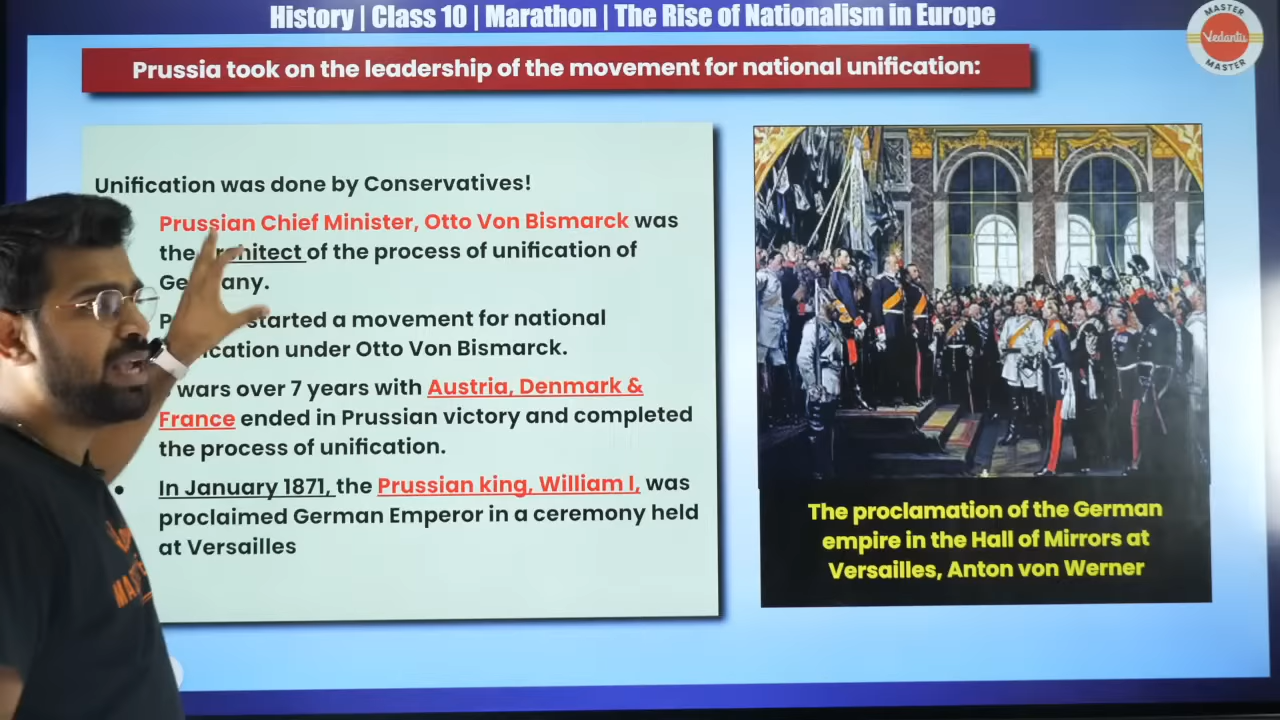 History | Class 10 | Marathon | The Rise of Nationalism in Europe
MASTER
Vedantu
MASTER
Prussia took on the leadership of the movement for national unification:
Unification was done by Conservatives!
Prussian Chief Minister, Otto Von Bismarck was
the of the process of unification of
started a movement for national
under Otto Von Bismarck.
wars over 7 years with Austria, Denmark &
France ended in Prussian victory and completed
the process of unification.
In January 1871, the Prussian king, William I, was
proclaimed German Emperor in a ceremony held
at Versailles
The proclamation of the German
empire in the Hall of Mirrors at
Versailles, Anton von Werner